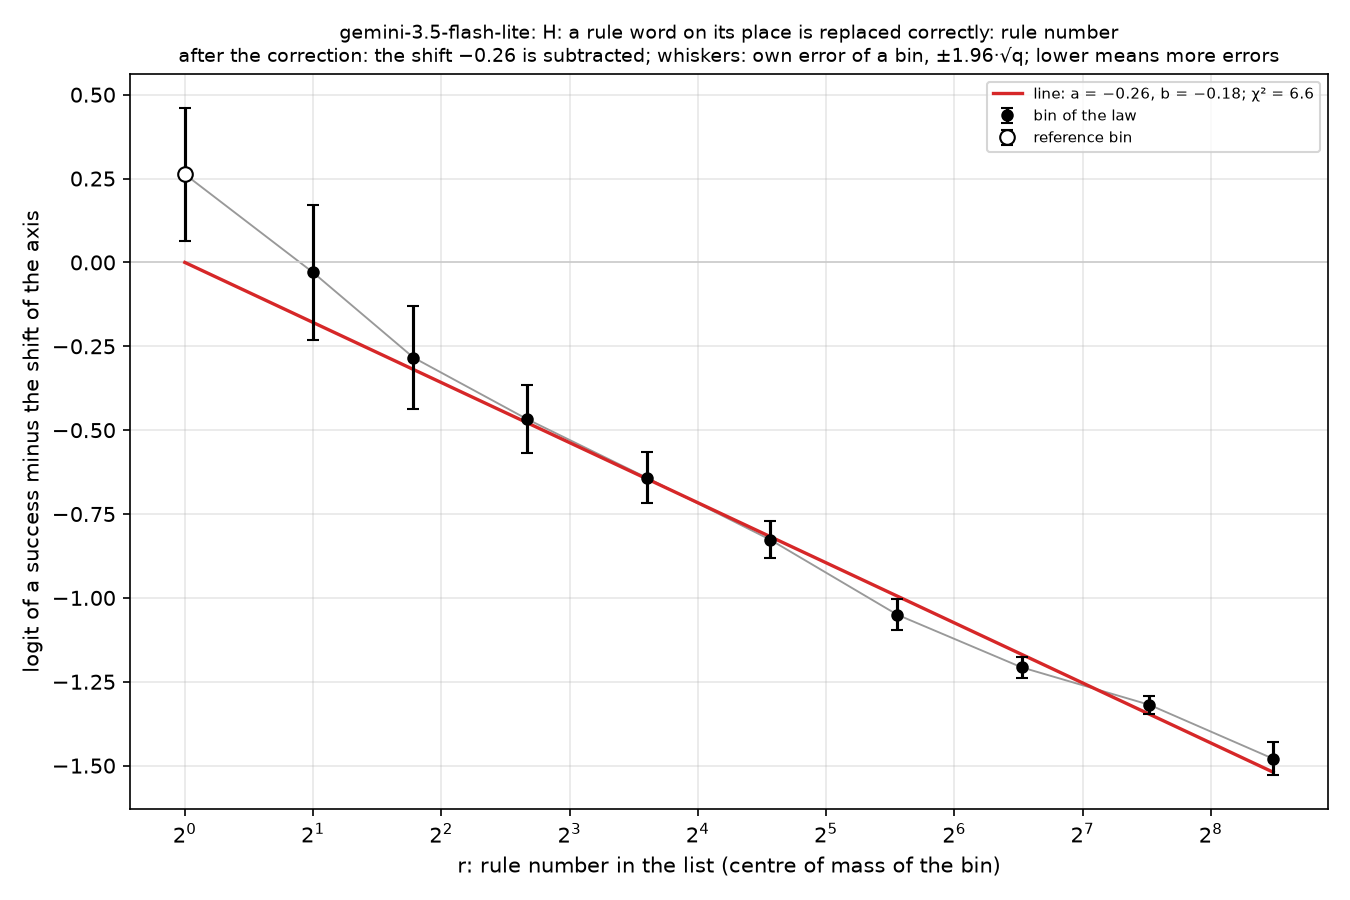 gemini-3.5-flash-lite: H: a rule word on its place is replaced correctly: rule number
after the correction: the shift −0.26 is subtracted; whiskers: own error of a bin, ±1.96·√q; lower means more errors
line: a = −0.26, b = −0.18; χ² = 6.6
bin of the law
reference bin
logit of a success minus the shift of the axis
0.50
0.25
0.00
−0.25
−0.50
−0.75
−1.00
−1.25
−1.50
2⁰ 2¹ 2² 2³ 2⁴ 2⁵ 2⁶ 2⁷ 2⁸
r: rule number in the list (centre of mass of the bin)